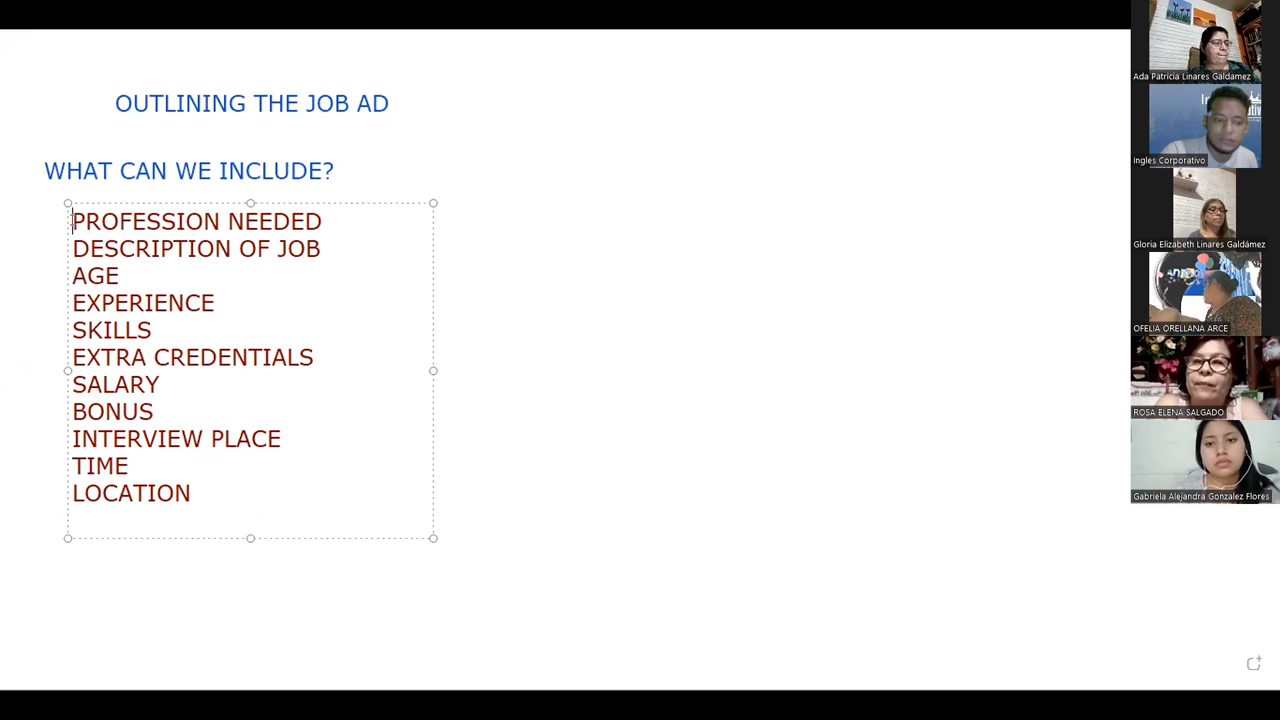 OUTLINING THE JOB AD
WHAT CAN WE INCLUDE?
PROFESSION NEEDED
DESCRIPTION OF JOB
AGE
EXPERIENCE
SKILLS
EXTRA CREDENTIALS
SALARY
BONUS
INTERVIEW PLACE
TIME
LOCATION
Ada Patricia Linares Galdamez
Ingles Corporativo
Gloria Elizabeth Linares Galdámez
OFELIA ORELLANA ARCE
ROSA ELENA SALGADO
Gabriela Alejandra Gonzalez Flores